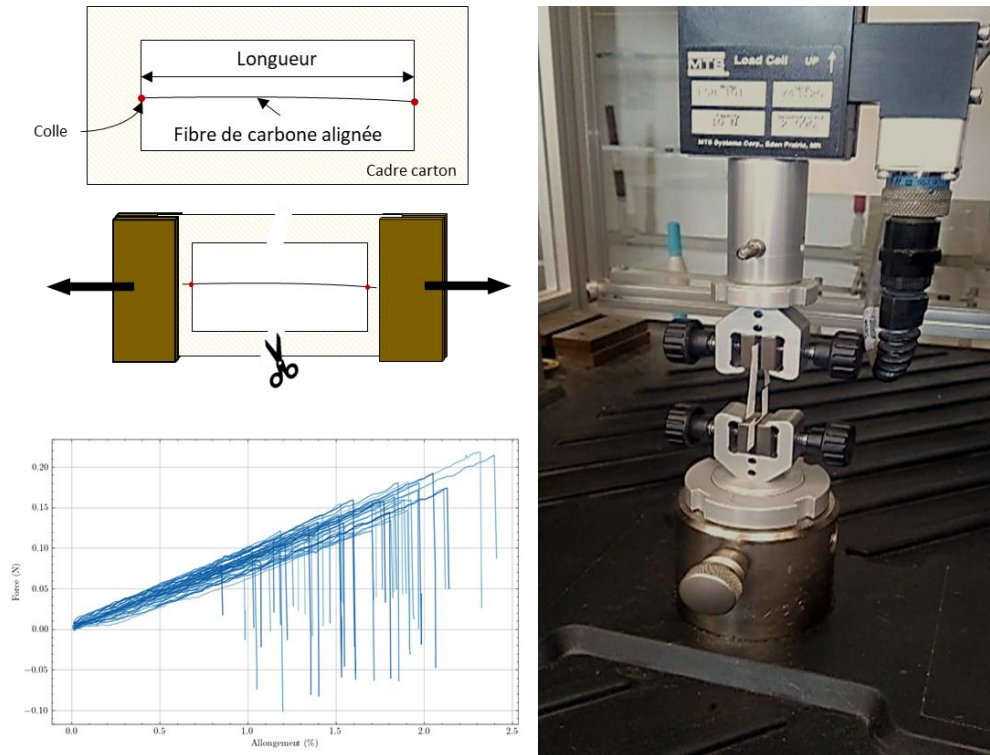 Longueur
Colle
Fibre de carbone alignée
Cadre carton
0.20
0.15
0.10
0.05
0.00
−0.05
−0.10
Force (N)
0.0
0.5
1.0
1.5
2.0
2.5
Allongement (%)
MTS Load Cell UP
10 N
MTS Systems Corp., Eden Prairie, MN